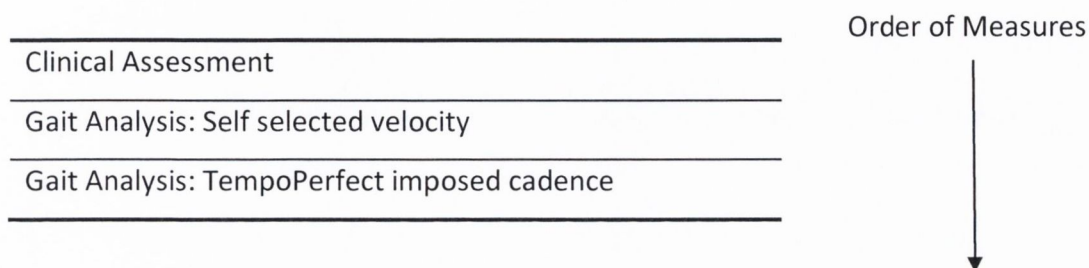 Order of Measures
Clinical Assessment
Gait Analysis: Self selected velocity
Gait Analysis: TempoPerfect imposed cadence